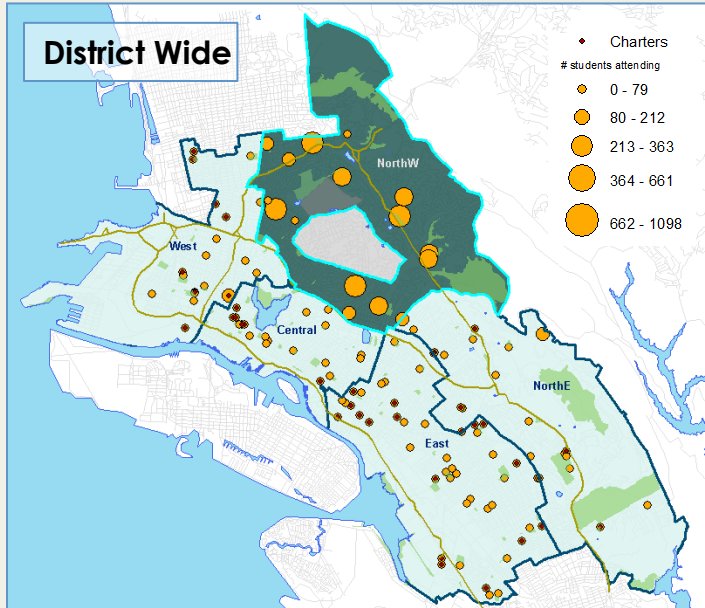 District Wide
Charters
# students attending
0 - 79
80 - 212
213 - 363
364 - 661
662 - 1098
NorthW
West
Central
NorthE
East